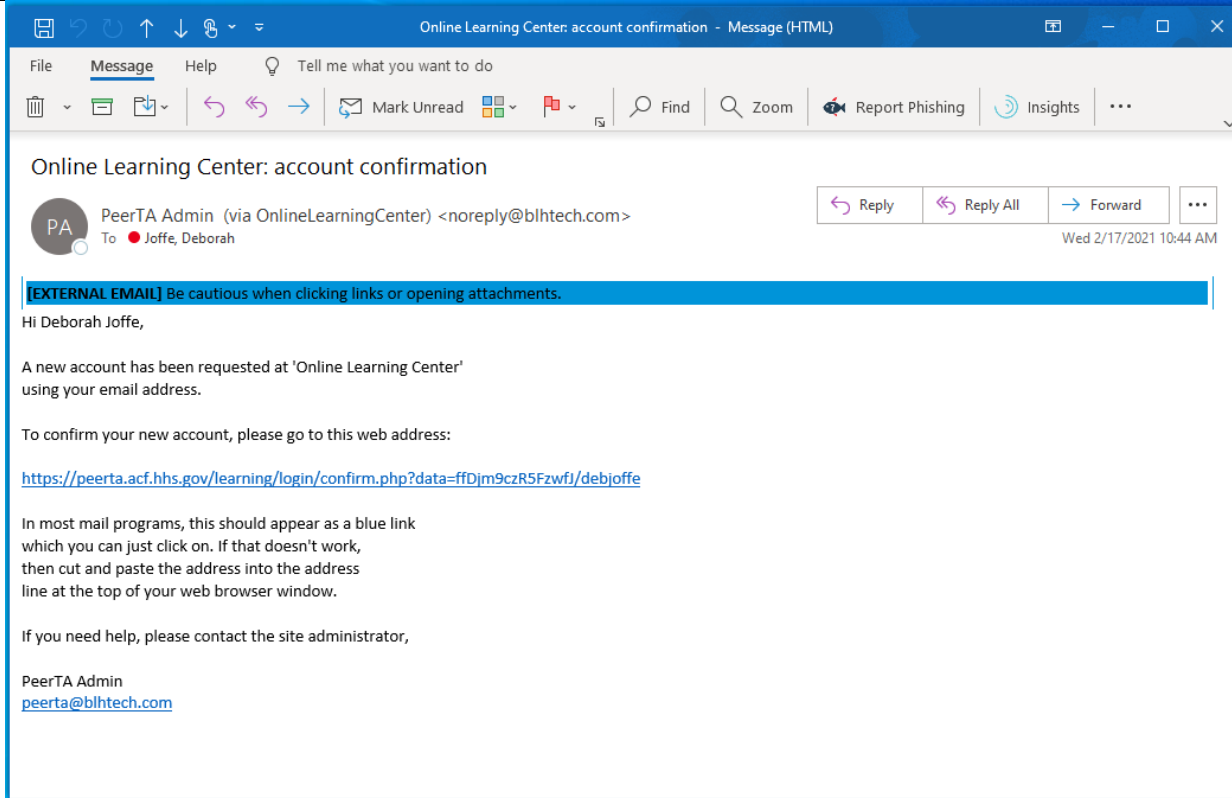 Online Learning Center: account confirmation - Message (HTML)
File Message Help Tell me what you want to do
Mark Unread Find Zoom Report Phishing Insights ...
Online Learning Center: account confirmation
PA
PeerTA Admin (via OnlineLearningCenter) <noreply@blhtech.com>
To Joffe, Deborah
Reply Reply All Forward ...
Wed 2/17/2021 10:44 AM
[EXTERNAL EMAIL] Be cautious when clicking links or opening attachments.
Hi Deborah Joffe,
A new account has been requested at 'Online Learning Center'
using your email address.
To confirm your new account, please go to this web address:
https://peerta.acf.hhs.gov/learning/login/confirm.php?data=ffDjm9czR5FzwfJ/debjoffe
In most mail programs, this should appear as a blue link
which you can just click on. If that doesn't work,
then cut and paste the address into the address
line at the top of your web browser window.
If you need help, please contact the site administrator,
PeerTA Admin
peerta@blhtech.com